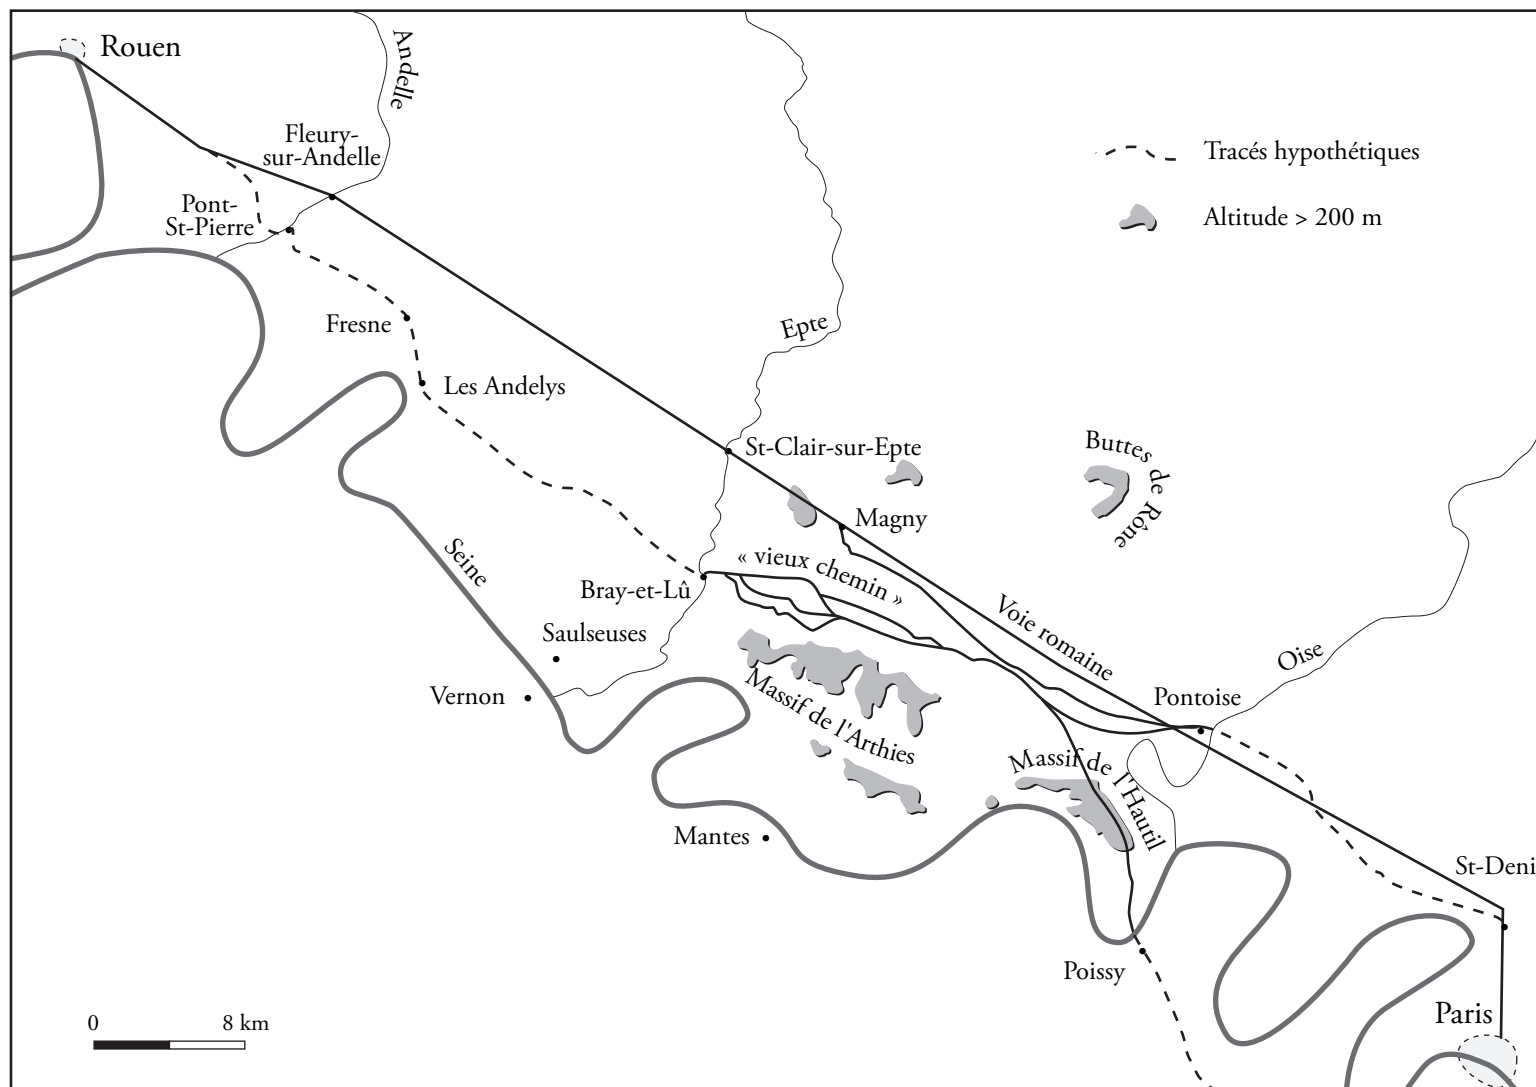 Rouen
Andelle
Fleury-
sur-Andelle
Tracés hypothétiques
Pont-
St-Pierre
Altitude > 200 m
Fresne
Epte
Les Andelys
St-Clair-sur-Epte
Buttes de Rône
Magny
Seine
« vieux chemin »
Bray-et-Lû
Voie romaine
Saulseuses
Oise
Vernon
Massif de l'Arthies
Pontoise
Massif de l'Hautil
Mantes
St-Deni
Poissy
Paris
0 8 km